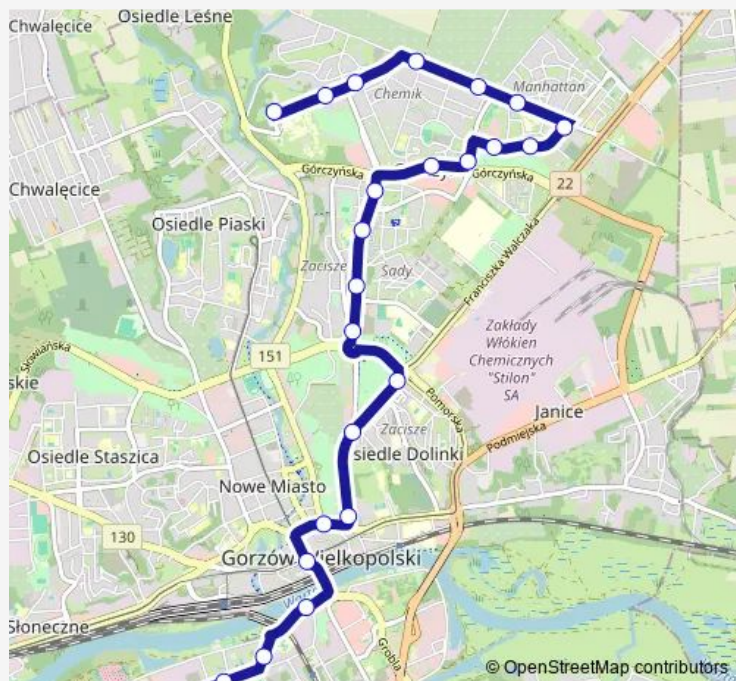 Osiedle Leśne
Chwalęcice
Manhattan
Chemik
Górczyńska
Górczyńska
22
Chwalęcice
Osiedle Piaski
Franciszka Walczaka
Zacisze
Sady
Zakłady
Włókien
Chemicznych
"Stilon"
SA
Słowiańska
151
skie
Pomorska
Janice
Zacisze
Podmiejska
Osiedle Staszica
siedle Dolinki
Nowe Miasto
130
Gorzów Wielkopolski
Warta
Słoneczne
Grobla
© OpenStreetMap contributors